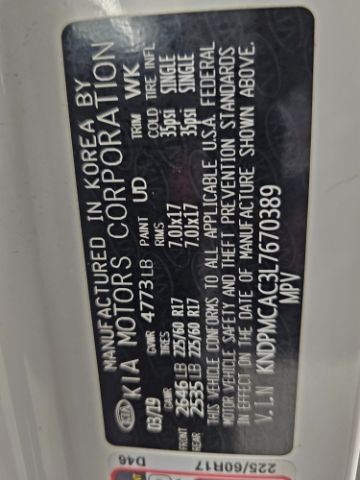 MANUFACTURED IN KOREA BY
KIA KIA MOTORS CORPORATION
03/19 GVWR 4773LB PAINT UD TRIM WK
GAWR TIRES RIMS COLD TIRE INFL
FRONT 2646LB 225/60 R17 7.0Jx17 35psi SINGLE
REAR 2535LB 225/60 R17 7.0Jx17 35psi SINGLE
THIS VEHICLE CONFORMS TO ALL APPLICABLE U.S.A. FEDERAL
MOTOR VEHICLE SAFETY AND THEFT PREVENTION STANDARDS
IN EFFECT ON THE DATE OF MANUFACTURE SHOWN ABOVE.
V.I.N KNDPMCAC3L7670389
MPV
D46
225/60R17